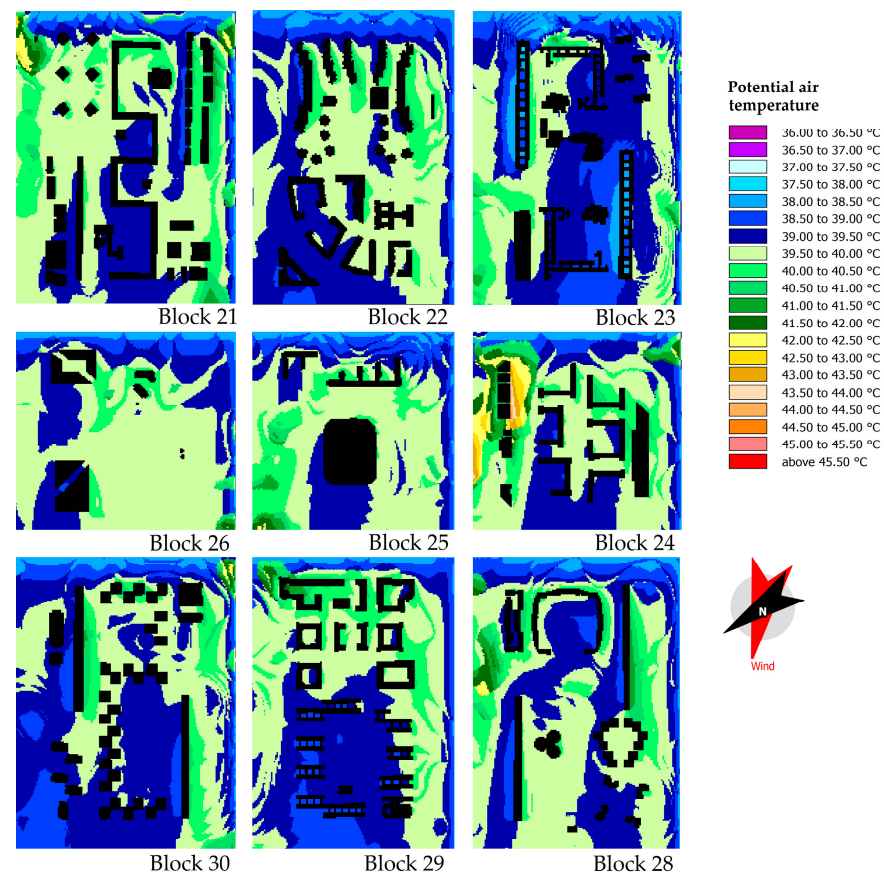 Block 21
Block 22
Block 23
Block 26
Block 25
Block 24
Block 30
Block 29
Block 28
Potential air
temperature
36.00 to 36.50 °C
36.50 to 37.00 °C
37.00 to 37.50 °C
37.50 to 38.00 °C
38.00 to 38.50 °C
38.50 to 39.00 °C
39.00 to 39.50 °C
39.50 to 40.00 °C
40.00 to 40.50 °C
40.50 to 41.00 °C
41.00 to 41.50 °C
41.50 to 42.00 °C
42.00 to 42.50 °C
42.50 to 43.00 °C
43.00 to 43.50 °C
43.50 to 44.00 °C
44.00 to 44.50 °C
44.50 to 45.00 °C
45.00 to 45.50 °C
above 45.50 °C
N
Wind